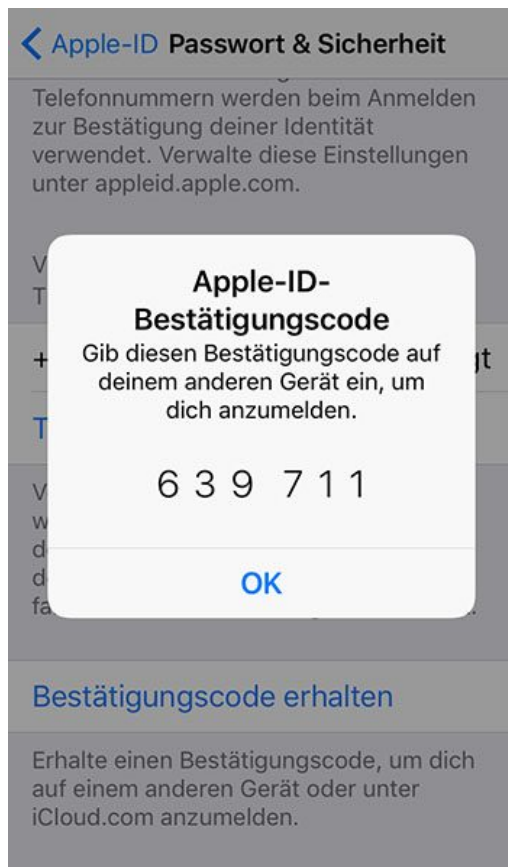 Apple-ID Passwort & Sicherheit
Telefonnummern werden beim Anmelden
zur Bestätigung deiner Identität
verwendet. Verwalte diese Einstellungen
unter appleid.apple.com.
Apple-ID-
Bestätigungscode
Gib diesen Bestätigungscode auf
deinem anderen Gerät ein, um
dich anzumelden.
639 711
OK
Bestätigungscode erhalten
Erhalte einen Bestätigungscode, um dich
auf einem anderen Gerät oder unter
iCloud.com anzumelden.